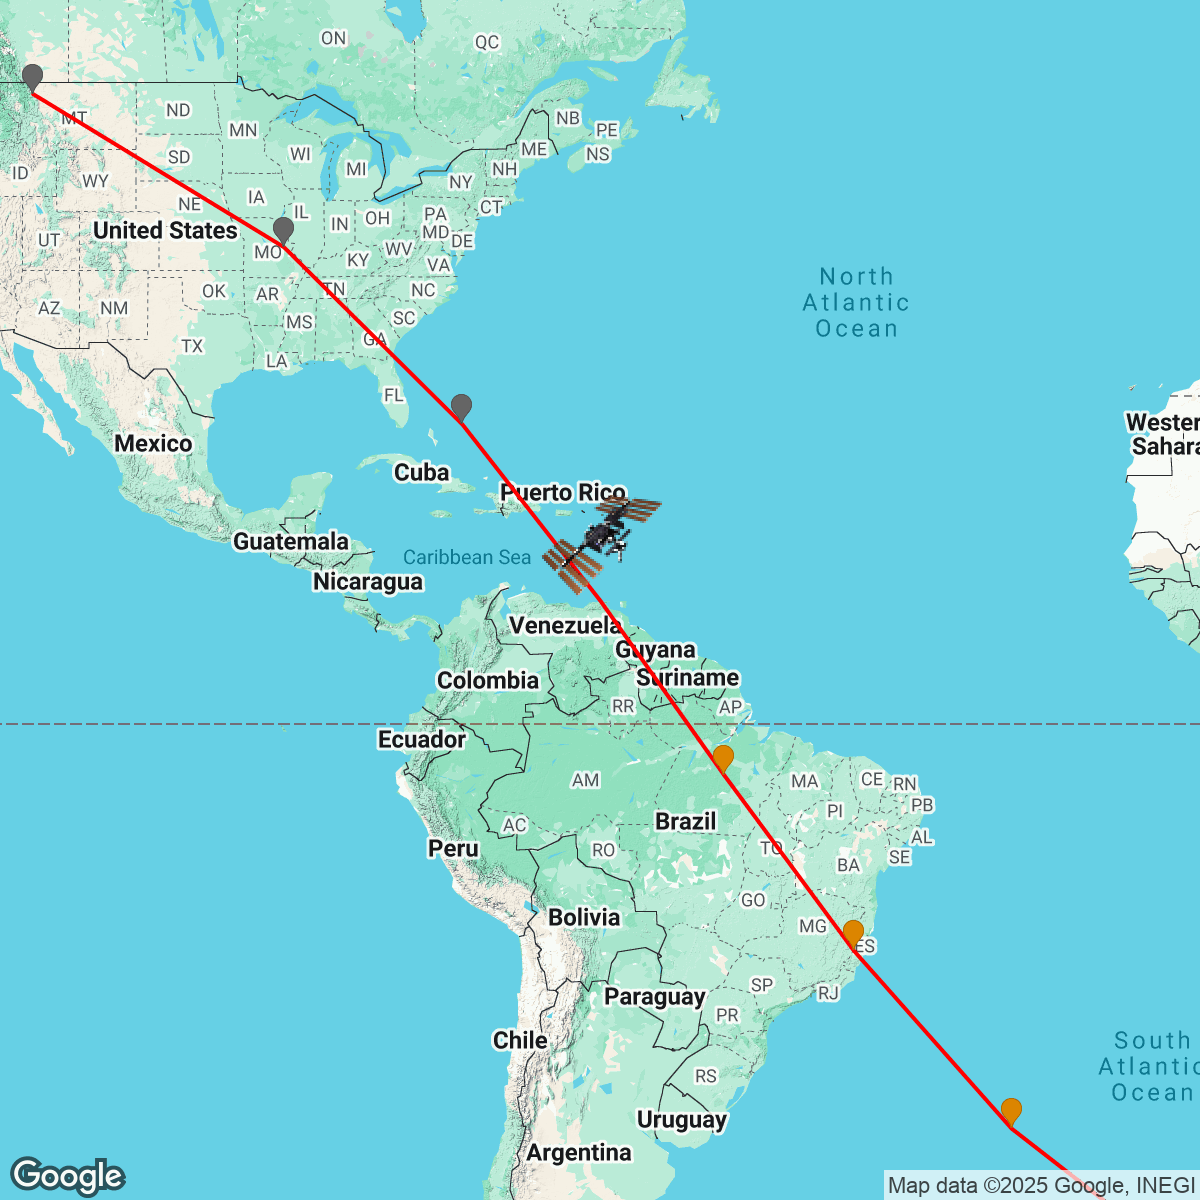 ON
QC
MT
ND
MN
NB
PE
ME
NS
WI
SD
MI
NH
ID
WY
NY
IA
NE
CT
IL
OH
PA
IN
United States
MD
UT
DE
MO
WV
KY
VA
North
Atlantic
Ocean
OK
AR
TN
NC
AZ
NM
MS
SC
TX
GA
LA
FL
Wester
Sahara
Mexico
Cuba
Puerto Rico
Guatemala
Caribbean Sea
Nicaragua
Venezuela
Guyana
Colombia
Suriname
RR
AP
Ecuador
AM
MA
CE
RN
PB
PI
Brazil
AC
AL
Peru
RO
TO
SE
BA
GO
Bolivia
MG
ES
SP
RJ
Paraguay
PR
Chile
South
Atlantic
Ocean
RS
Uruguay
Argentina
Google
Map data ©2025 Google, INEGI